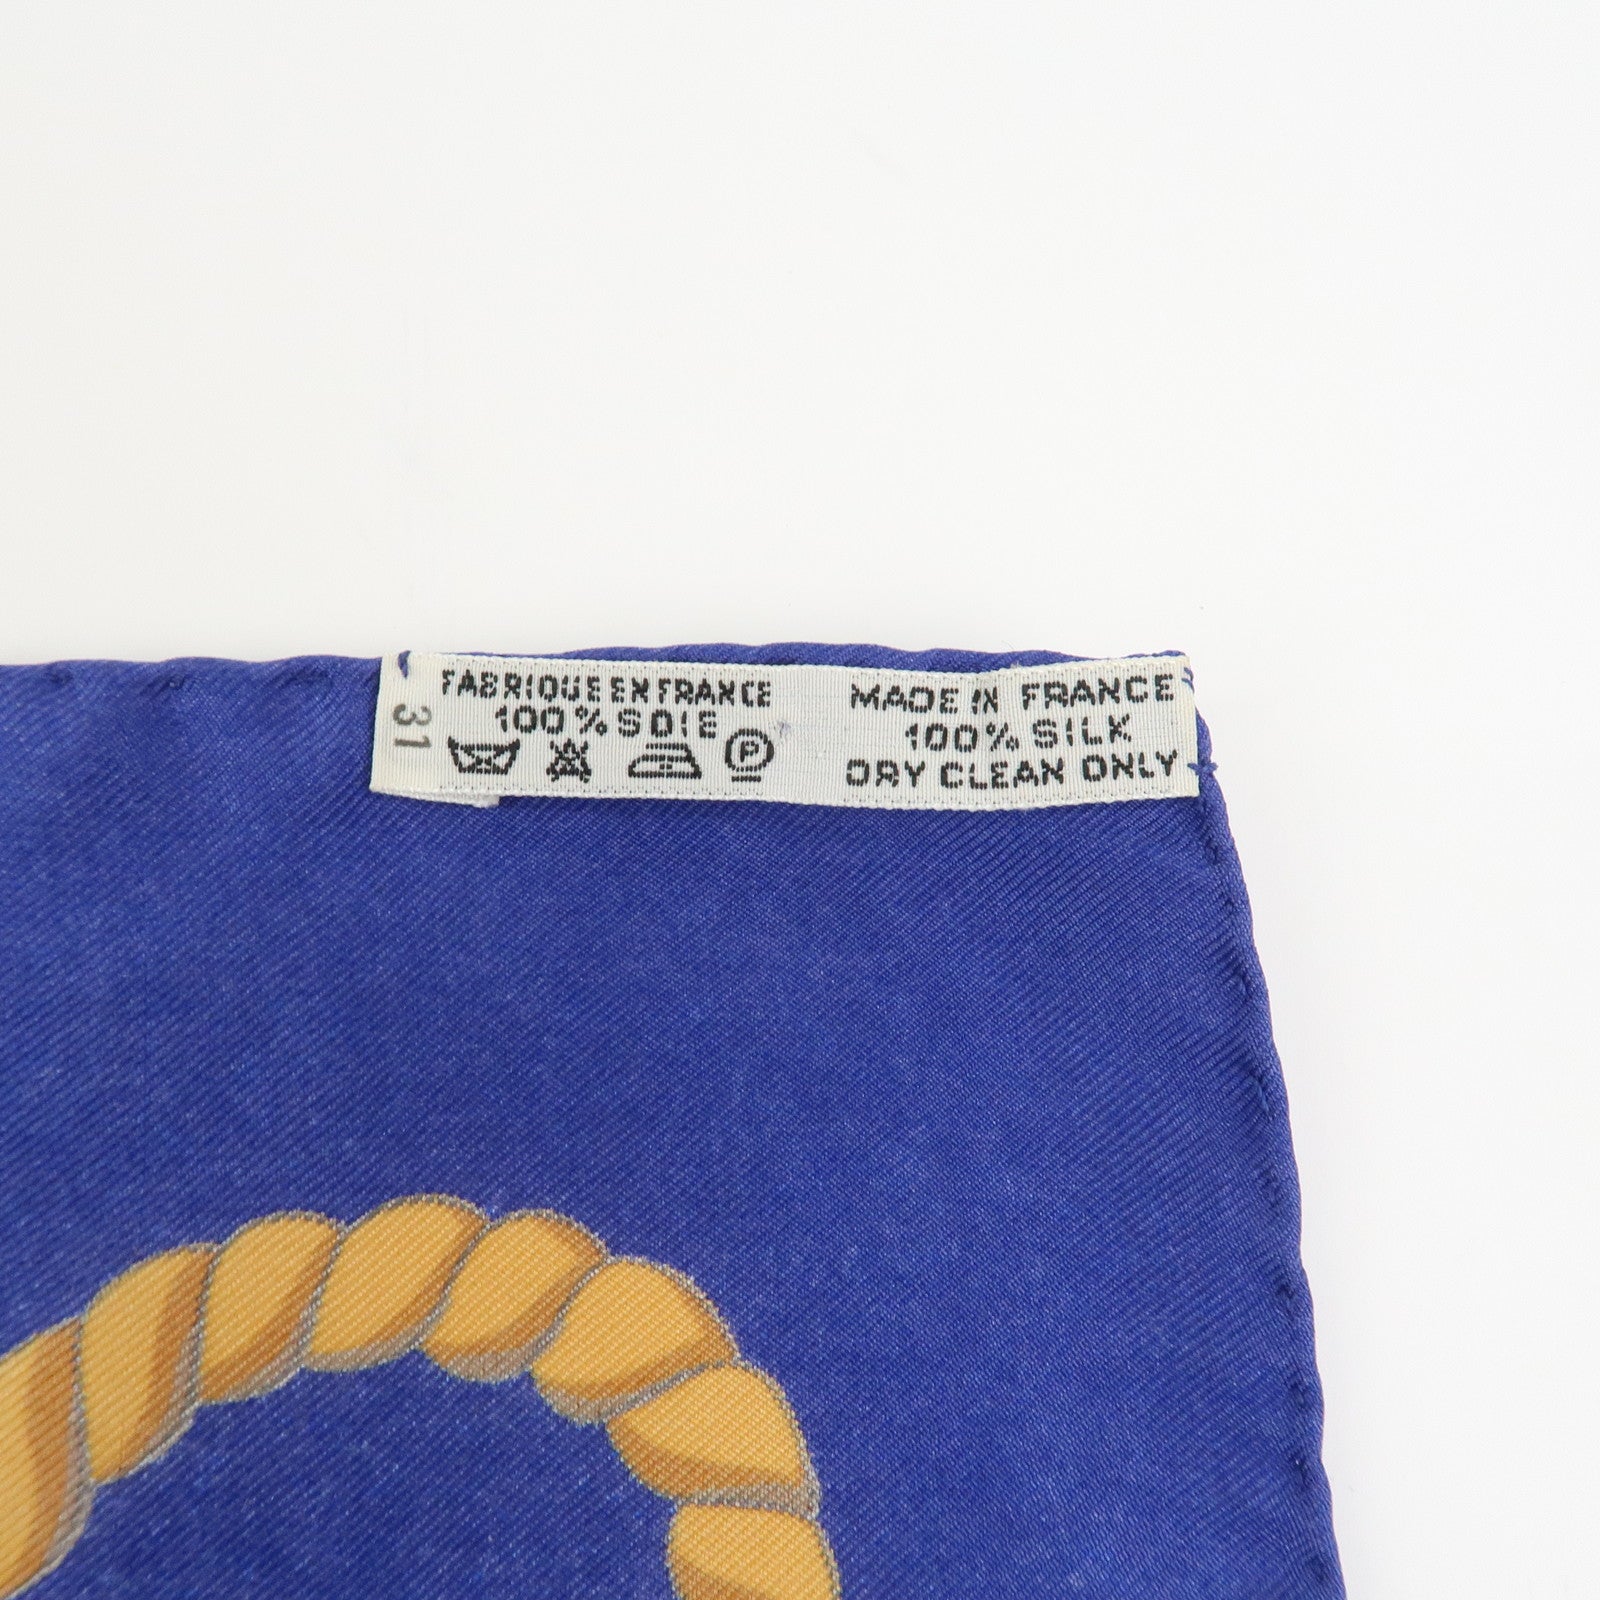 31
FABRIQUE EN FRANCE
100% SOIE
P
MADE IN FRANCE
100% SILK
DRY CLEAN ONLY